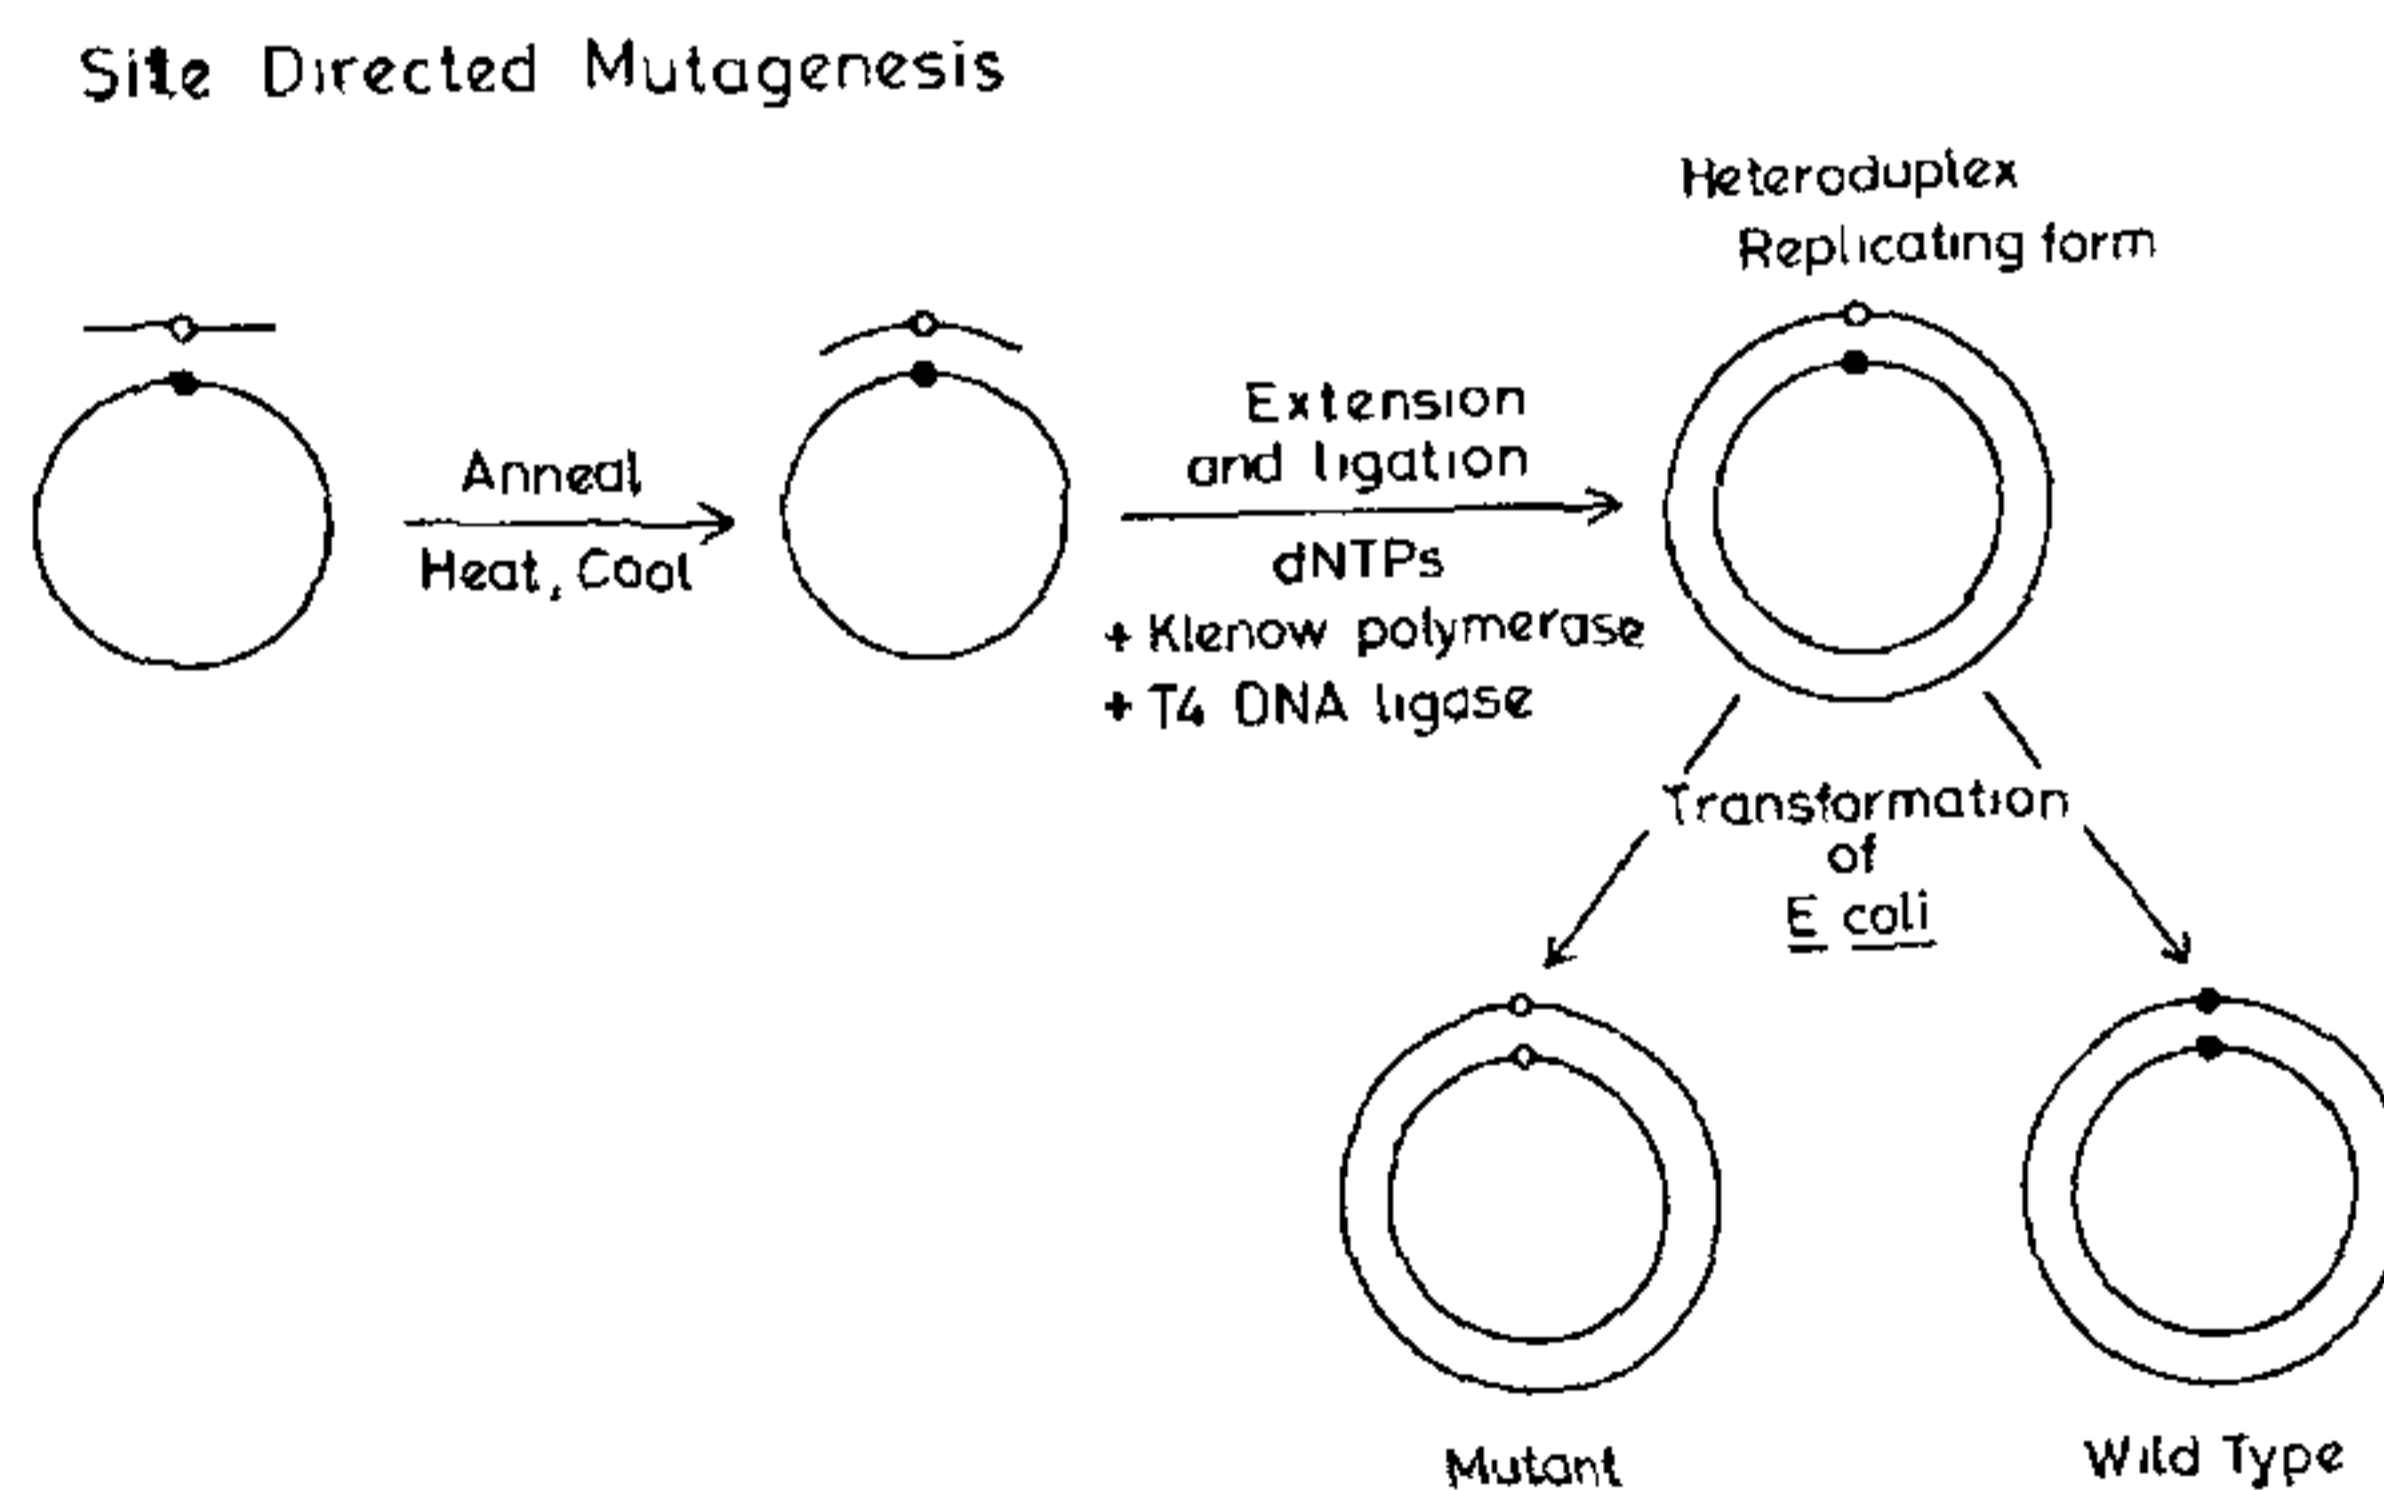 Site Directed Mutagenesis
Heteroduplex
Replicating form
Anneal
Heat, Cool
Extension
and ligation
dNTPs
+ Klenow polymerase
+ T4 DNA ligase
Transformation
of
E coli
Mutant
Wild Type